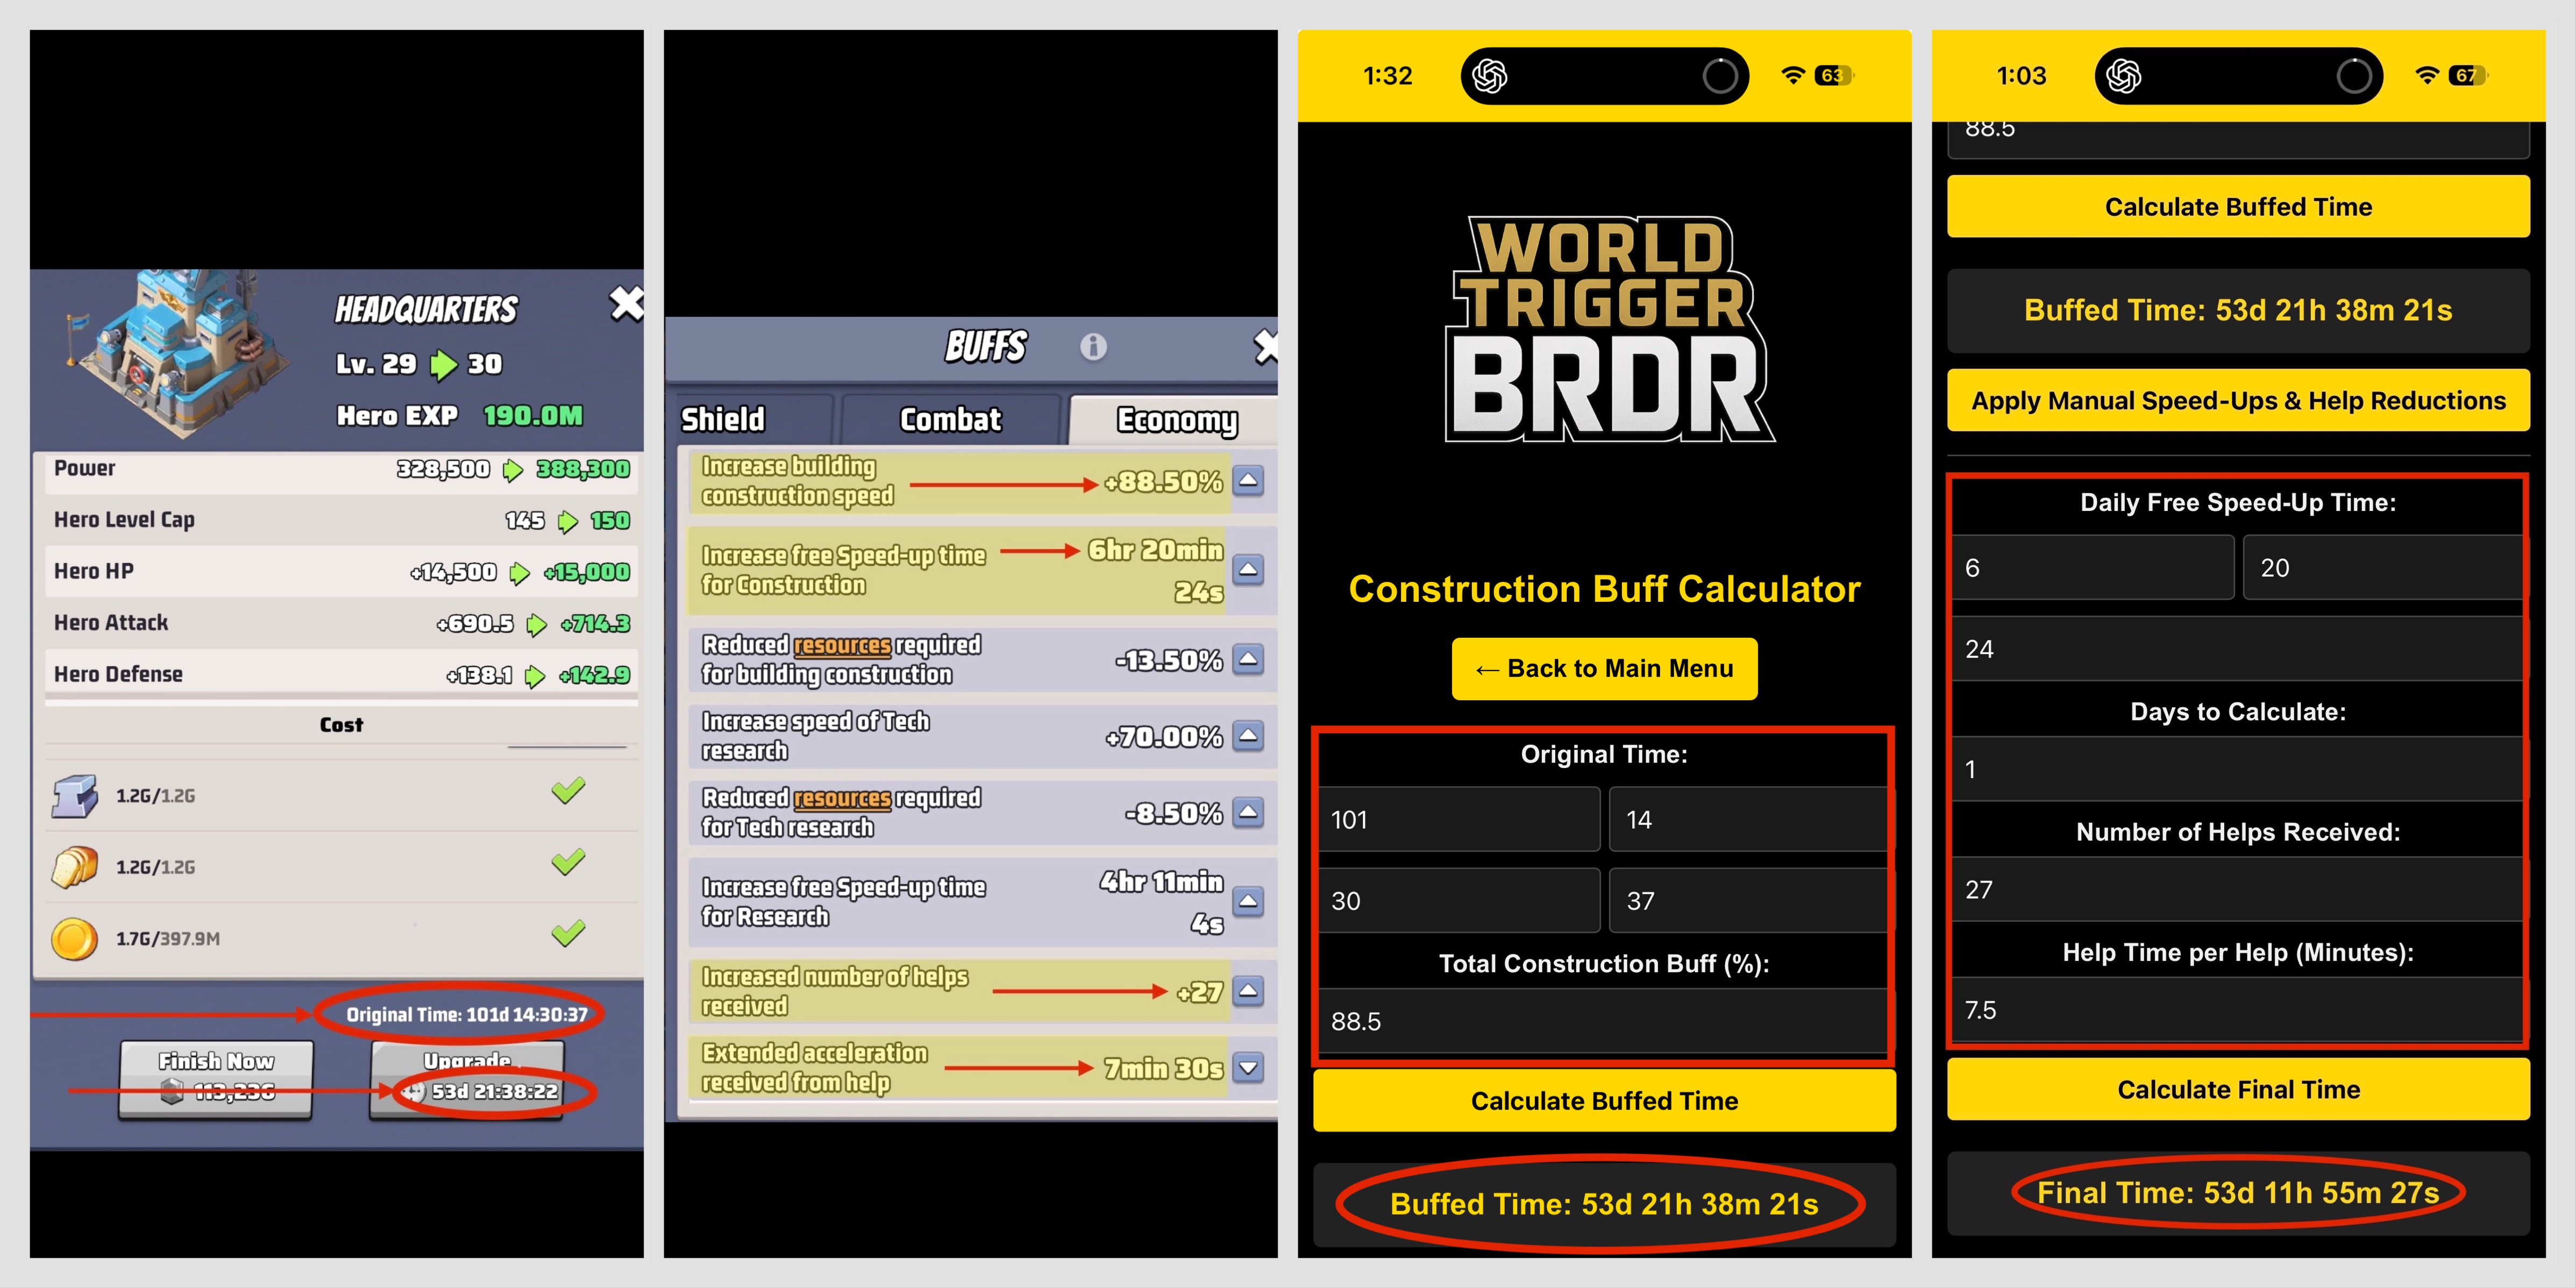 HEADQUARTERS
Lv. 29 30
Hero EXP 190.0M
Power 328,500 388,300
Hero Level Cap 145 150
Hero HP +14,500 +15,000
Hero Attack +690.5 +714.3
Hero Defense +138.1 +142.9
Cost
1.2G/1.2G
1.2G/1.2G
1.7G/397.9M
Original Time: 101d 14:30:37
Finish Now
113,236
Upgrade
53d 21:38:22
BUFFS
Shield Combat Economy
Increase building
construction speed
+88.50%
Increase free Speed-up time
for Construction
6hr 20min
24s
Reduced resources required
for building construction
-13.50%
Increase speed of Tech
research
+70.00%
Reduced resources required
for Tech research
-8.50%
Increase free Speed-up time
for Research
4hr 11min
4s
Increased number of helps
received
+27
Extended acceleration
received from help
7min 30s
1:32
63
WORLD
TRIGGER
BRDR
Construction Buff Calculator
← Back to Main Menu
Original Time:
101 14
30 37
Total Construction Buff (%):
88.5
Calculate Buffed Time
Buffed Time: 53d 21h 38m 21s
1:03
67
88.5
Calculate Buffed Time
Buffed Time: 53d 21h 38m 21s
Apply Manual Speed-Ups & Help Reductions
Daily Free Speed-Up Time:
6 20
24
Days to Calculate:
1
Number of Helps Received:
27
Help Time per Help (Minutes):
7.5
Calculate Final Time
Final Time: 53d 11h 55m 27s